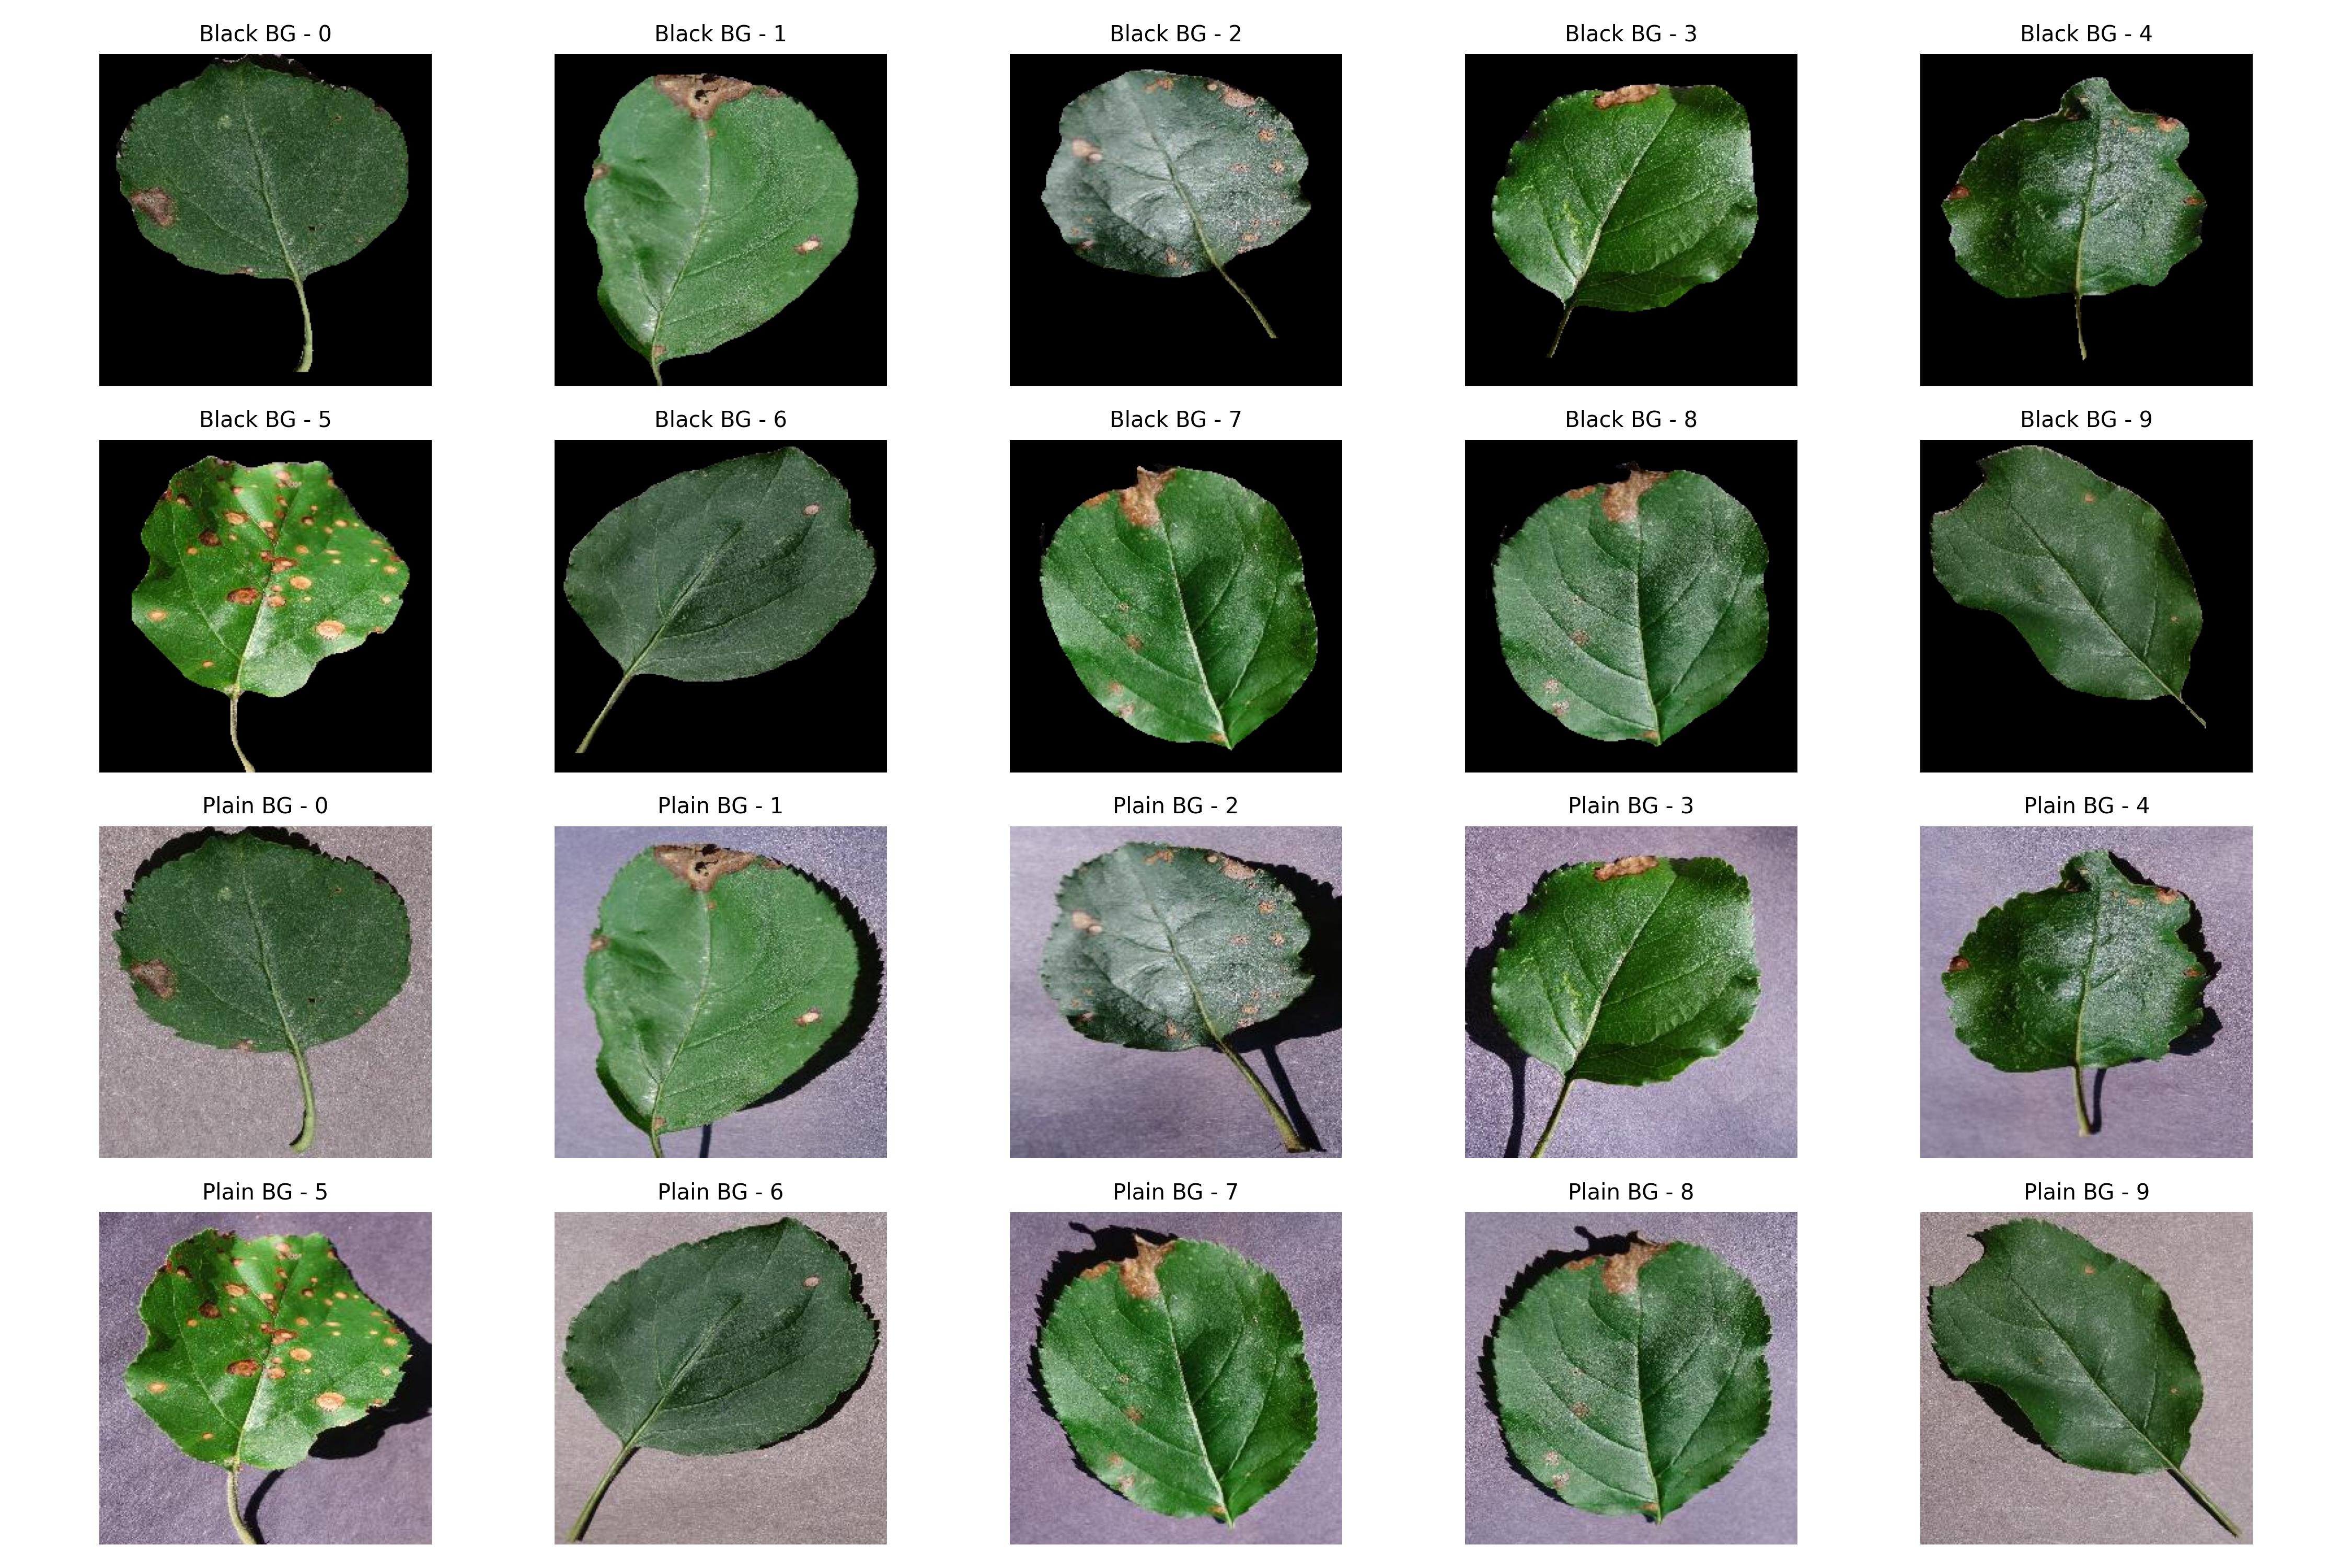 Black BG - 0
Black BG - 1
Black BG - 2
Black BG - 3
Black BG - 4
Black BG - 5
Black BG - 6
Black BG - 7
Black BG - 8
Black BG - 9
Plain BG - 0
Plain BG - 1
Plain BG - 2
Plain BG - 3
Plain BG - 4
Plain BG - 5
Plain BG - 6
Plain BG - 7
Plain BG - 8
Plain BG - 9